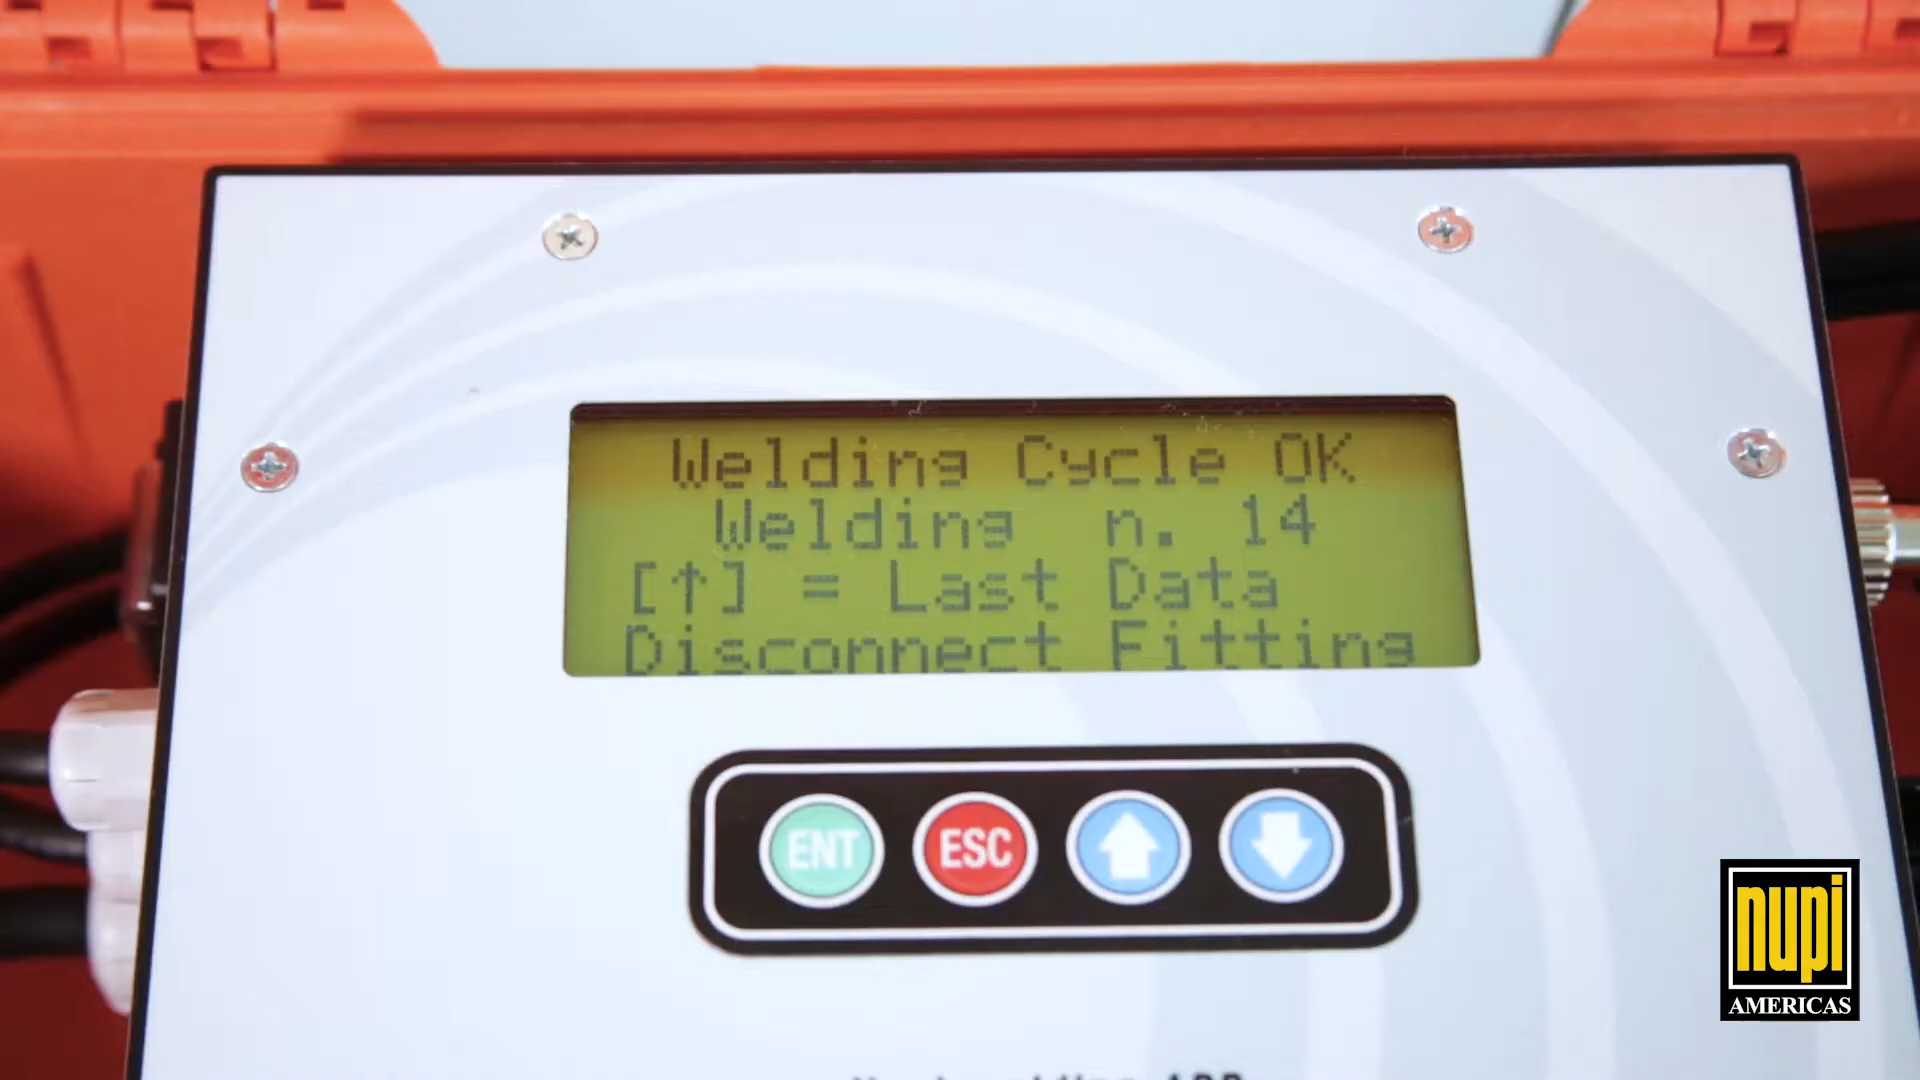 Welding Cycle OK
Welding n. 14
[↑] = Last Data
Disconnect Fitting
ENT ESC
nupi
AMERICAS